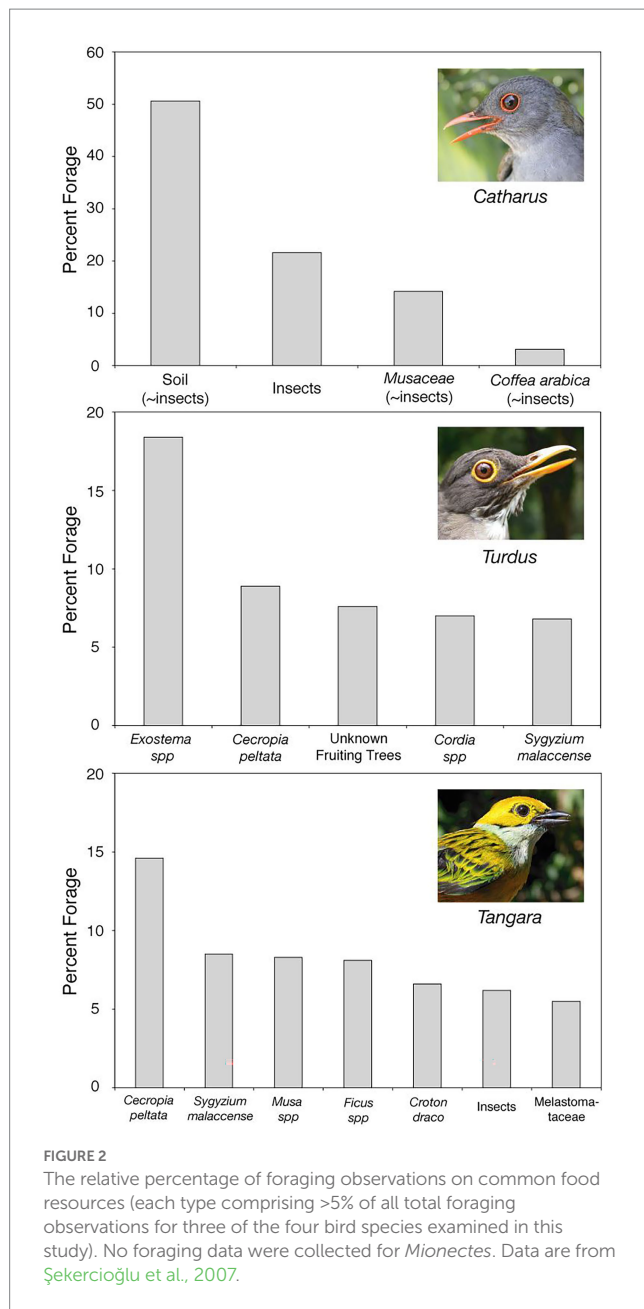 60
50
40
30
20
10
0
Percent Forage
Catharus
Soil
(~insects)
Insects
Musaceae
(~insects)
Coffea arabica
(~insects)
20
15
10
5
0
Percent Forage
Turdus
Exostema
spp
Cecropia
peltata
Unknown
Fruiting Trees
Cordia
spp
Sygyzium
malaccense
20
15
10
5
0
Percent Forage
Tangara
Cecropia
peltata
Sygyzium
malaccense
Musa
spp
Ficus
spp
Croton
draco
Insects
Melastoma-
taceae
FIGURE 2
The relative percentage of foraging observations on common food
resources (each type comprising >5% of all total foraging
observations for three of the four bird species examined in this
study). No foraging data were collected for Mionectes. Data are from
Şekercioğlu et al., 2007.